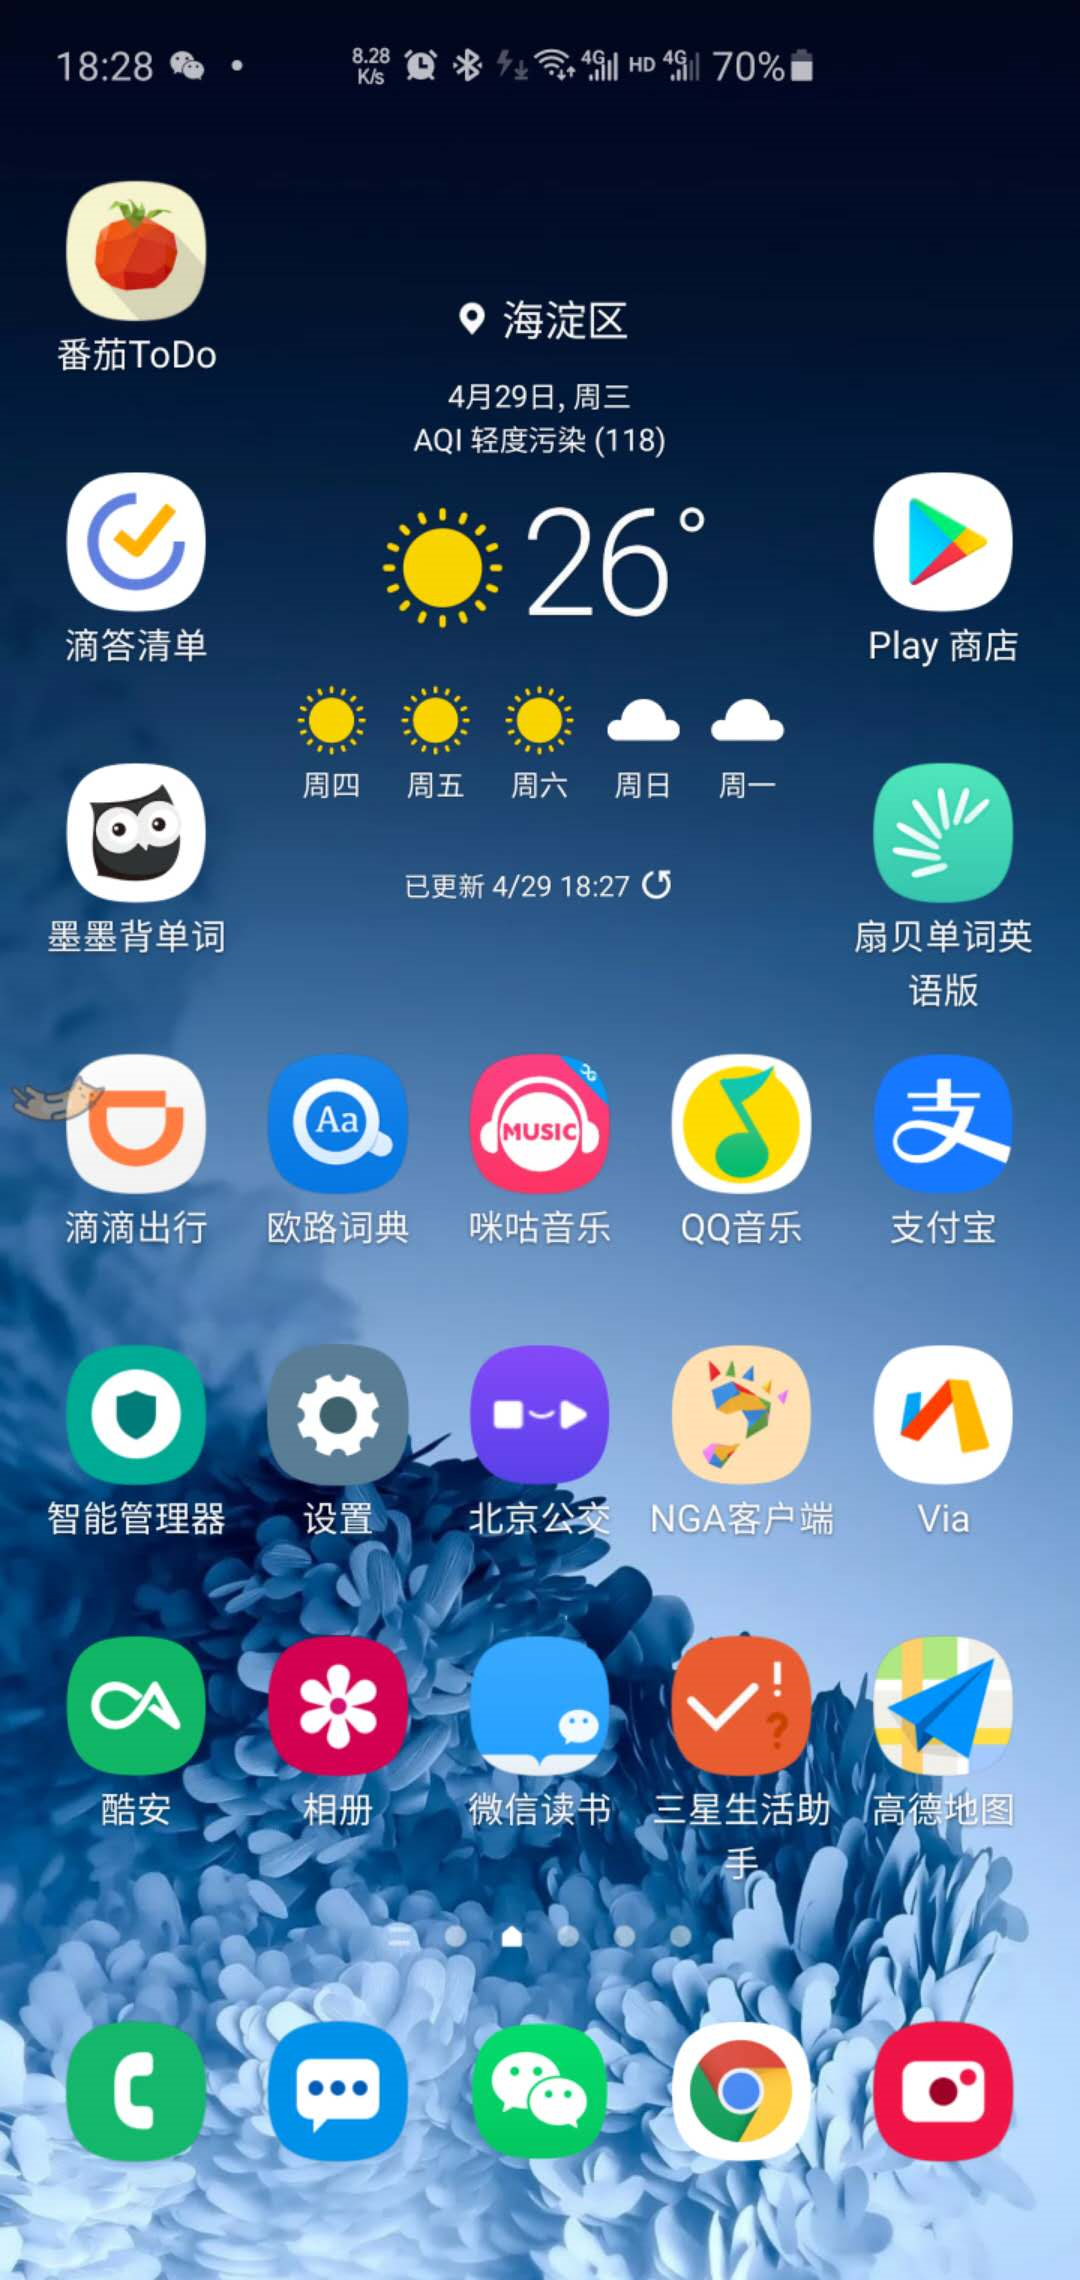 18:28 8.28 K/s 4G HD 4G 70%
番茄ToDo
海淀区
4月29日, 周三
AQI 轻度污染 (118)
26°
滴答清单
Play 商店
周四 周五 周六 周日 周一
已更新 4/29 18:27
墨墨背单词
扇贝单词英
语版
Aa
MUSIC
支
滴滴出行 欧路词典 咪咕音乐 QQ音乐 支付宝
智能管理器 设置 北京公交 NGA客户端 Via
! ?
酷安 相册 微信读书 三星生活助 高德地图
手